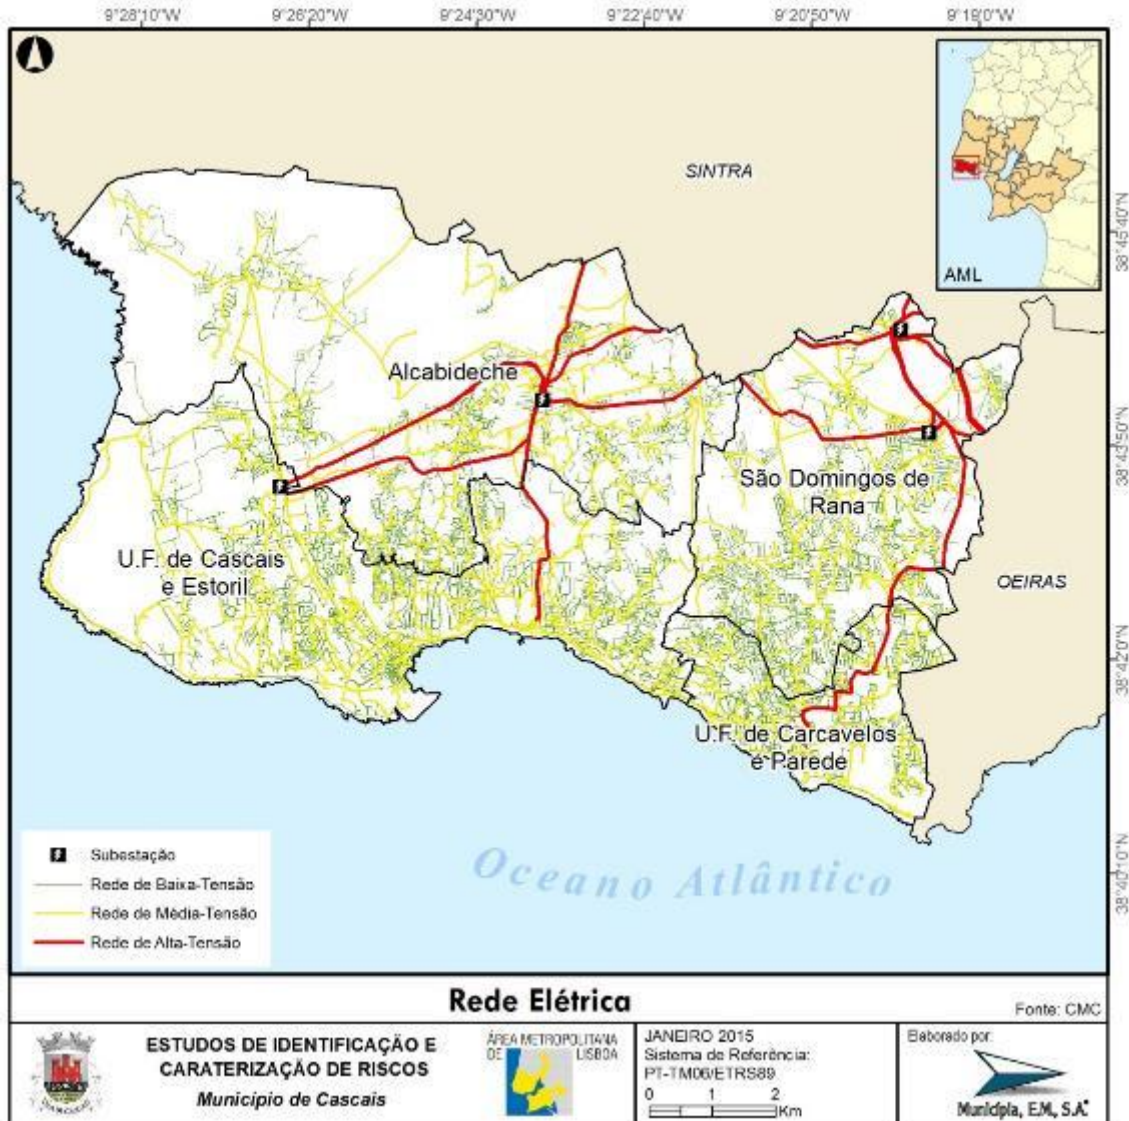 9°28'10"W
9°26'20"W
9°24'30"W
9°22'40"W
9°20'50"W
9°19'0"W
SINTRA
AML
38°45'40"N
Alcabideche
38°43'50"N
São Domingos de
Rana
U.F. de Cascais
e Estoril
OEIRAS
38°42'0"N
U.F. de Carcavelos
e Parede
38°40'10"N
Oceano Atlântico
Subestação
Rede de Baixa-Tensão
Rede de Média-Tensão
Rede de Alta-Tensão
Rede Elétrica
Fonte: CMC
ESTUDOS DE IDENTIFICAÇÃO E
CARATERIZAÇÃO DE RISCOS
Município de Cascais
ÁREA METROPOLITANA
DE LISBOA
JANEIRO 2015
Sistema de Referência:
PT-TM06/ETRS89
0 1 2
Km
Elaborado por:
Municípia, E.M., S.A.